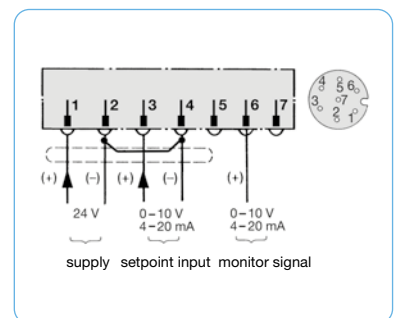 1 2 3 4 5 6 7
4 5 6 3 7 2 1
(+) (–) (+) (–) (+)
24 V 0–10 V 0–10 V
4–20 mA 4–20 mA
supply setpoint input monitor signal